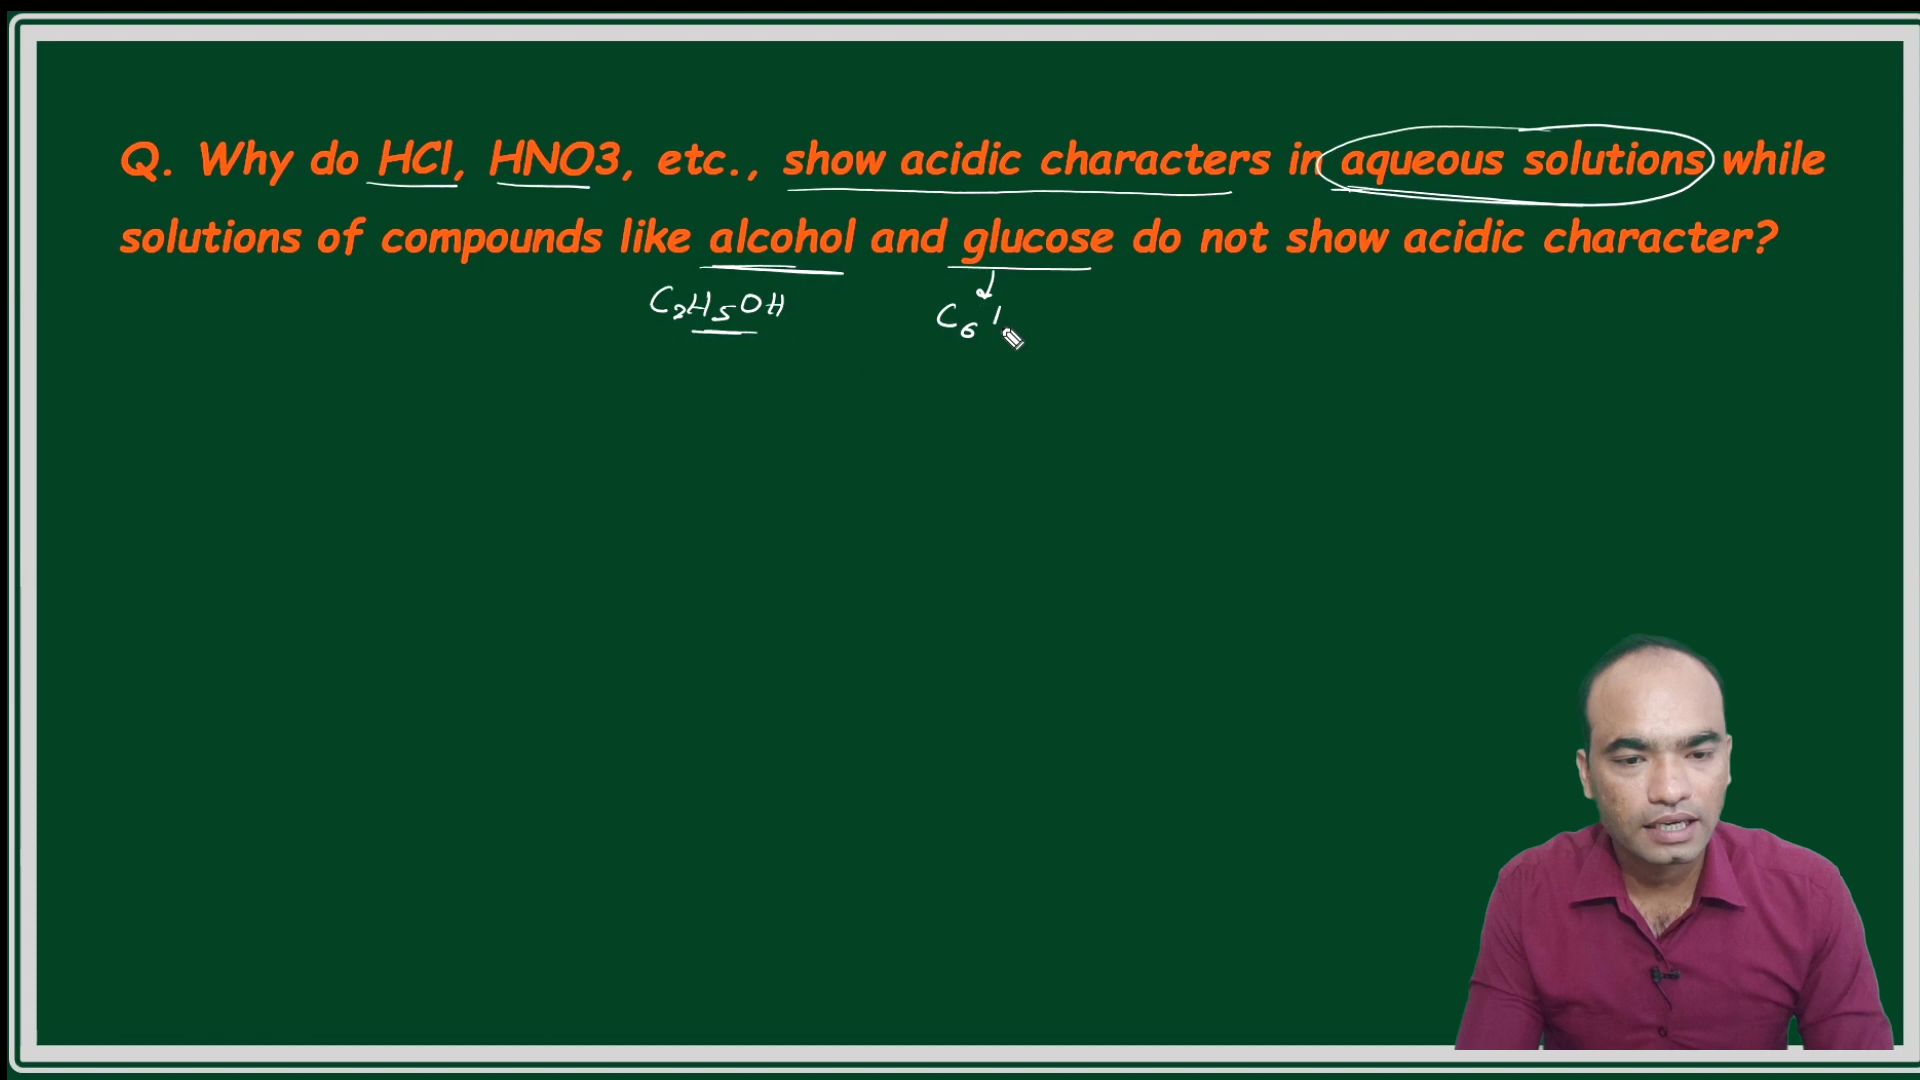 Q. Why do HCl, HNO3, etc., show acidic characters in aqueous solutions while
solutions of compounds like alcohol and glucose do not show acidic character?
C2H5OH C6